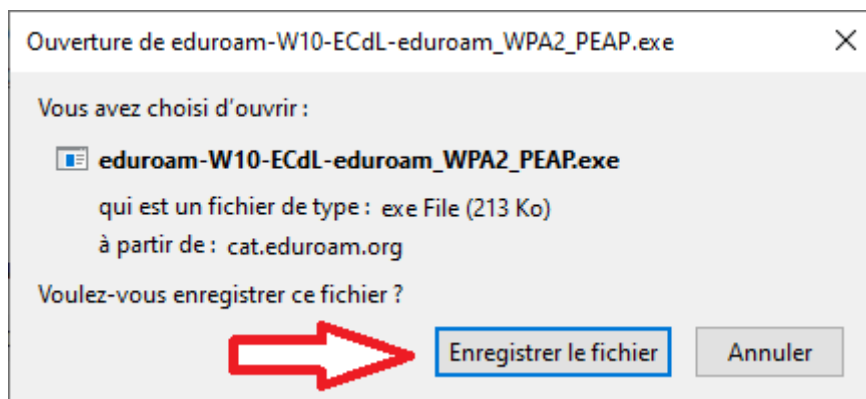 Ouverture de eduroam-W10-ECdL-eduroam_WPA2_PEAP.exe
Vous avez choisi d’ouvrir :
eduroam-W10-ECdL-eduroam_WPA2_PEAP.exe
qui est un fichier de type : exe File (213 Ko)
à partir de : cat.eduroam.org
Voulez-vous enregistrer ce fichier ?
Enregistrer le fichier
Annuler